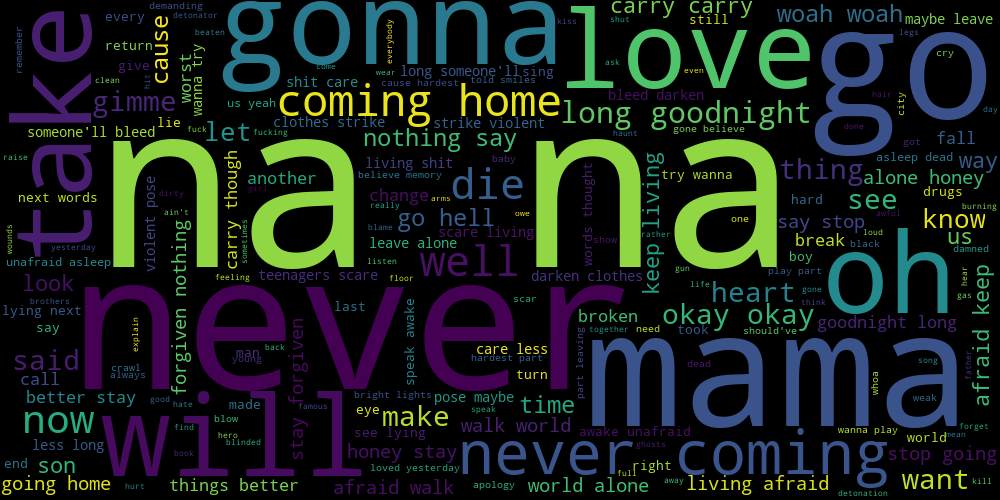 demanding
detonator
every
gonna
love
carry carry
woah woah
maybe leave
go
take
remember
return
cause
beaten
everybody
kiss
shut
still
legs
give
worst
wanna try
come
wear
long someone'll sing
ask
even
cry
clean
hit
shit care
cause hardest
told smiles
bleed darken
hair
city
day
gimme
us yeah
coming home
long goodnight
someone'll bleed
lie
fuck
let
fucking
clothes strike
strike violent
haunt
gone believe
done
got
fall
raise
na na
nothing say
thing
asleep dead
way
another
living shit
baby
believe memory
die
try wanna
alone honey
next words
dirty
girl
change
really
arms
owe
hard
see
drugs
burning
violent pose
carry though
ain't
sometimes
go hell
blame
scare living
words thought
rather
show
keep living
one
say stop
awful
know
wounds
yesterday
leave alone
listen
well
gun
break
loud
us
unafraid asleep
boy
black
damned
look
feeling
teenagers scare
floor
darken clothes
life
play part
gone
think
oh
hear
gas
lying next
brothers
forgiven nothing
never
last
scar
heart
say
explain
stay forgiven
speak awake
broken
okay okay
goodnight long
afraid keep
together
need
took
should've
said
man
young
back
care less
hardest part
part leaving
mama
song
father
call
crawl
always
turn
dead
whoa
weak
better stay
good
hate
made
famous
bright lights
pose maybe
time
forget
now
will
blow
eye
make
speak
walk world
wanna play
less long
find
hero
blinded
see lying
awake unafraid
world
mean
end
son
book
honey stay
never coming
ghosts
stop going
loved yesterday
full
right
going home
hurt
things better
afraid walk
apology
world alone
away
living afraid
detonation
want
kill